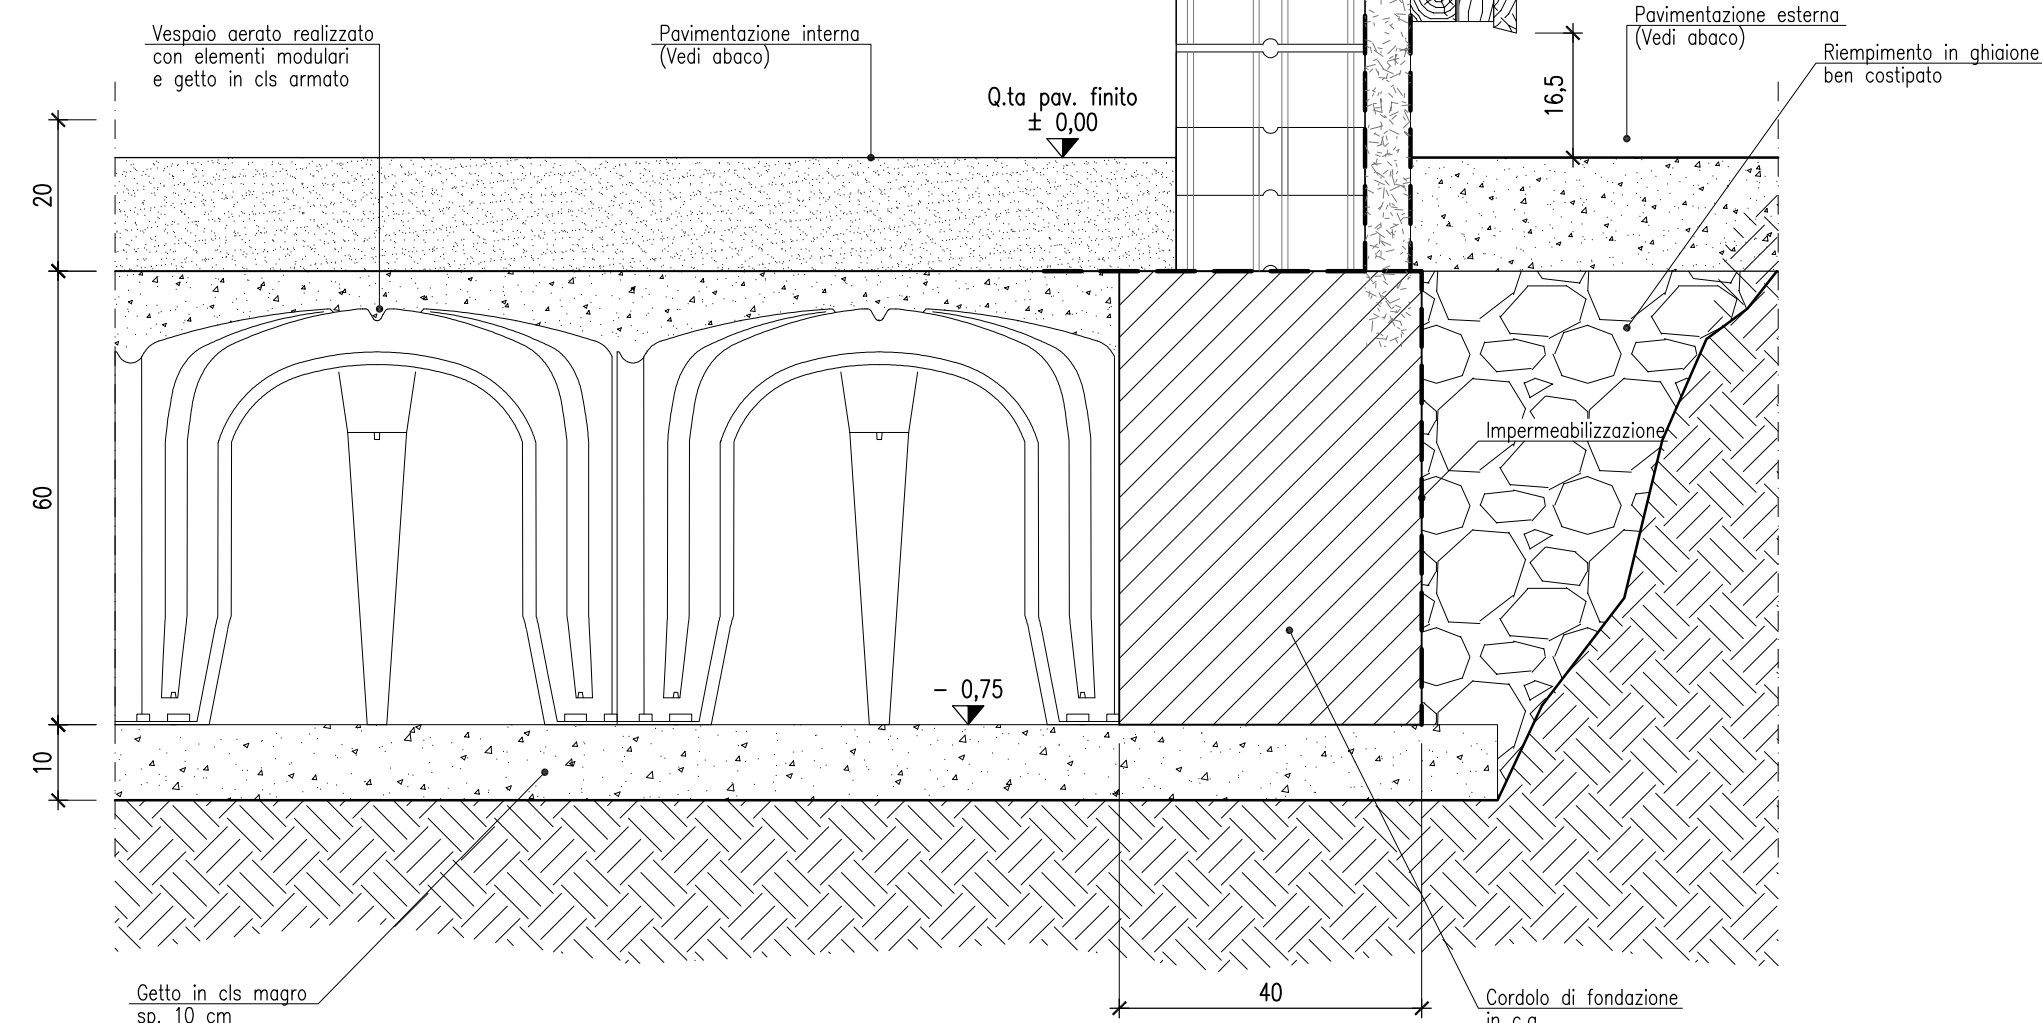 Vespaio aerato realizzato
con elementi modulari
e getto in cls armato
Pavimentazione interna
(Vedi abaco)
Q.ta pav. finito
± 0,00
Pavimentazione esterna
(Vedi abaco)
Riempimento in ghiaione
ben costipato
16,5
20
60
10
Impermeabilizzazione
- 0,75
Getto in cls magro
sp. 10 cm
40
Cordolo di fondazione
in c.a.